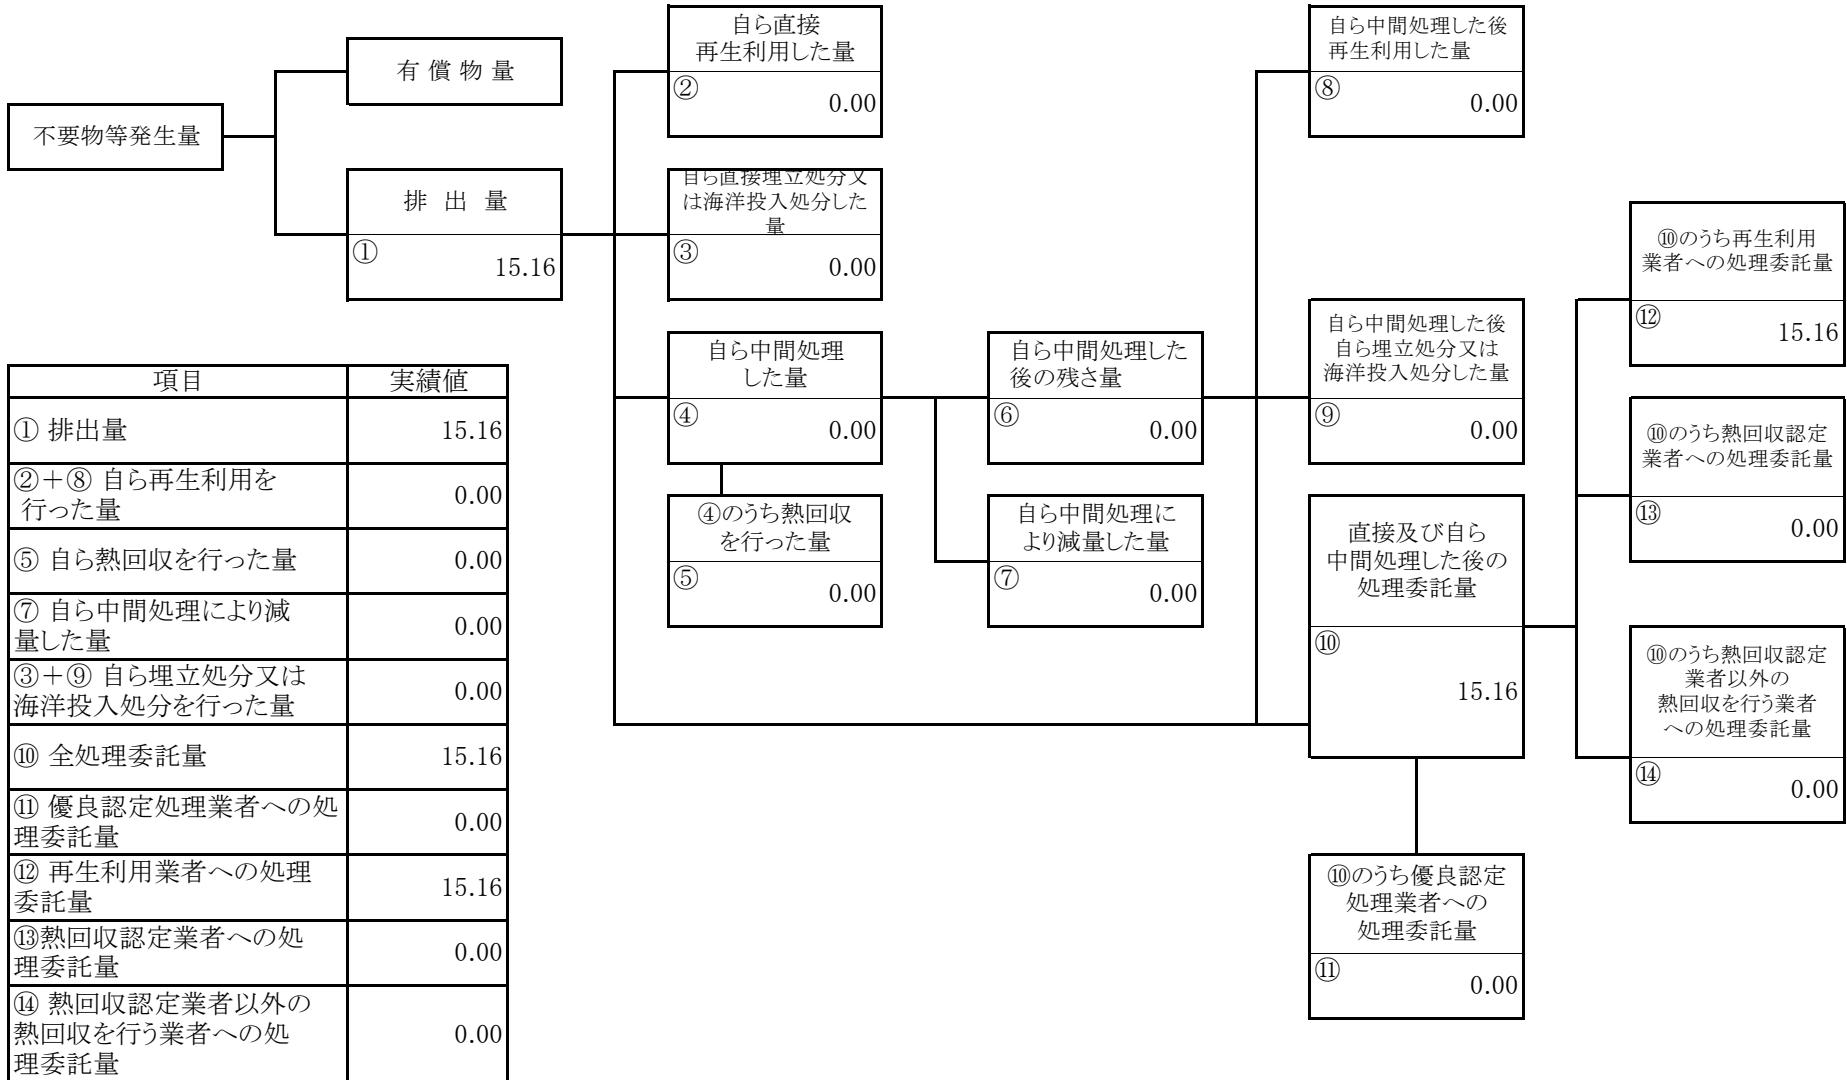 不要物等発生量
有 償 物 量
排 出 量
①
15.16
自ら直接
再生利用した量
②
0.00
自ら直接埋立処分又
は海洋投入処分した
量
③
0.00
自ら中間処理
した量
④
0.00
④のうち熱回収
を行った量
⑤
0.00
自ら中間処理した
後の残さ量
⑥
0.00
自ら中間処理に
より減量した量
⑦
0.00
自ら中間処理した後
再生利用した量
⑧
0.00
自ら中間処理した後
自ら埋立処分又は
海洋投入処分した量
⑨
0.00
直接及び自ら
中間処理した後の
処理委託量
⑩
15.16
⑩のうち優良認定
処理業者への
処理委託量
⑪
0.00
⑩のうち再生利用
業者への処理委託量
⑫
15.16
⑩のうち熱回収認定
業者への処理委託量
⑬
0.00
⑩のうち熱回収認定
業者以外の
熱回収を行う業者
への処理委託量
⑭
0.00
項目 実績値
① 排出量 15.16
②＋⑧ 自ら再生利用を
行った量 0.00
⑤ 自ら熱回収を行った量 0.00
⑦ 自ら中間処理により減
量した量 0.00
③＋⑨ 自ら埋立処分又は
海洋投入処分を行った量 0.00
⑩ 全処理委託量 15.16
⑪ 優良認定処理業者への処
理委託量 0.00
⑫ 再生利用業者への処理
委託量 15.16
⑬熱回収認定業者への処
理委託量 0.00
⑭ 熱回収認定業者以外の
熱回収を行う業者への処
理委託量 0.00